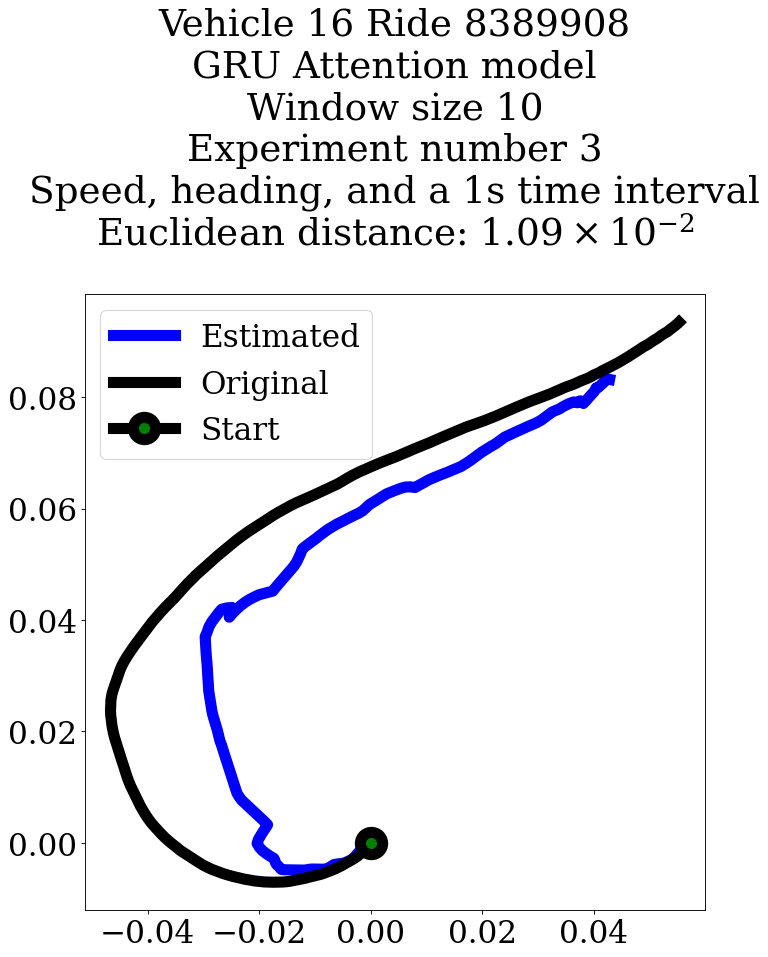 Vehicle 16 Ride 8389908
GRU Attention model
Window size 10
Experiment number 3
Speed, heading, and a 1s time interval
Euclidean distance: 1.09 × 10⁻²
Estimated
Original
Start
0.08
0.06
0.04
0.02
0.00
−0.04 −0.02 0.00 0.02 0.04